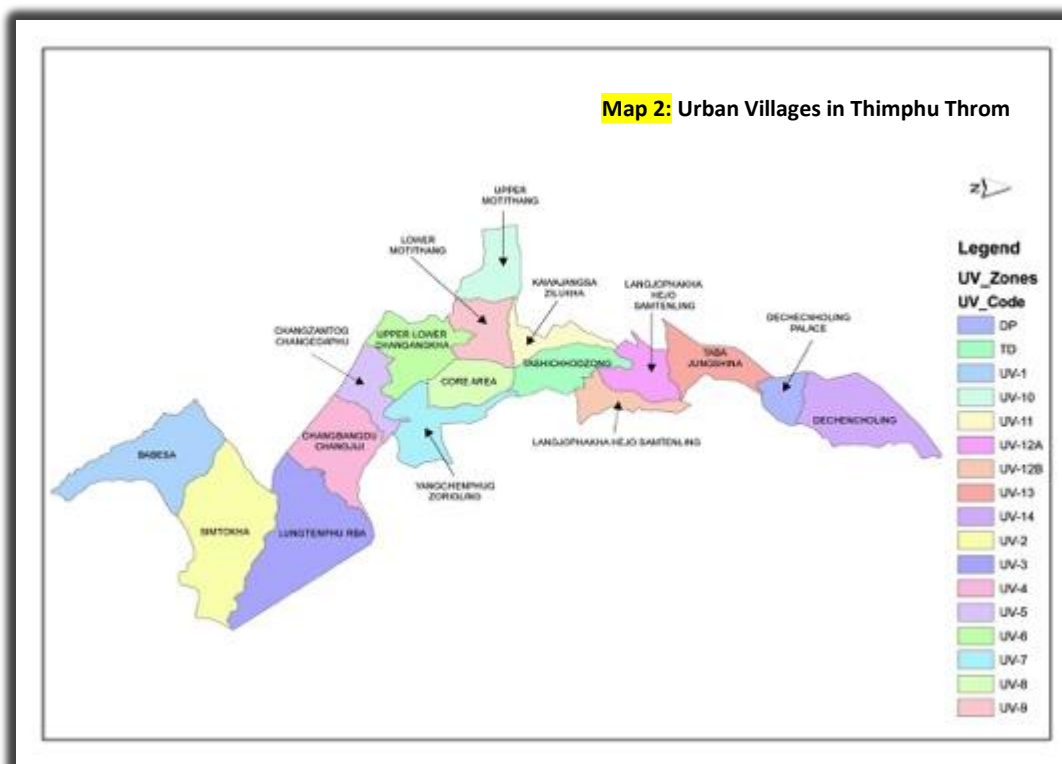 Map 2: Urban Villages in Thimphu Throm
N
UPPER
MOTITHANG
LOWER
MOTITHANG
KAWAJANGSA
ZILUKHA
LANGJOPHAKHA
HEJO
SAMTENLING
DECHECNHOLING
PALACE
CHANGZAMTOG
CHANGEDAPHU
UPPER LOWER
CHANGANGKHA
TASHICHHODZONG
TABA
JUNGSHINA
CORE AREA
DECHENCHOLING
CHANGBANGDU
CHANGJIJI
LANGJOPHAKHA HEJO SAMTENLING
BABESA
YANGCHENPHUG
ZORIGLING
SIMTOKHA
LUNGTENPHU RBA
Legend
UV_Zones
UV_Code
DP
TD
UV-1
UV-10
UV-11
UV-12A
UV-12B
UV-13
UV-14
UV-2
UV-3
UV-4
UV-5
UV-6
UV-7
UV-8
UV-9